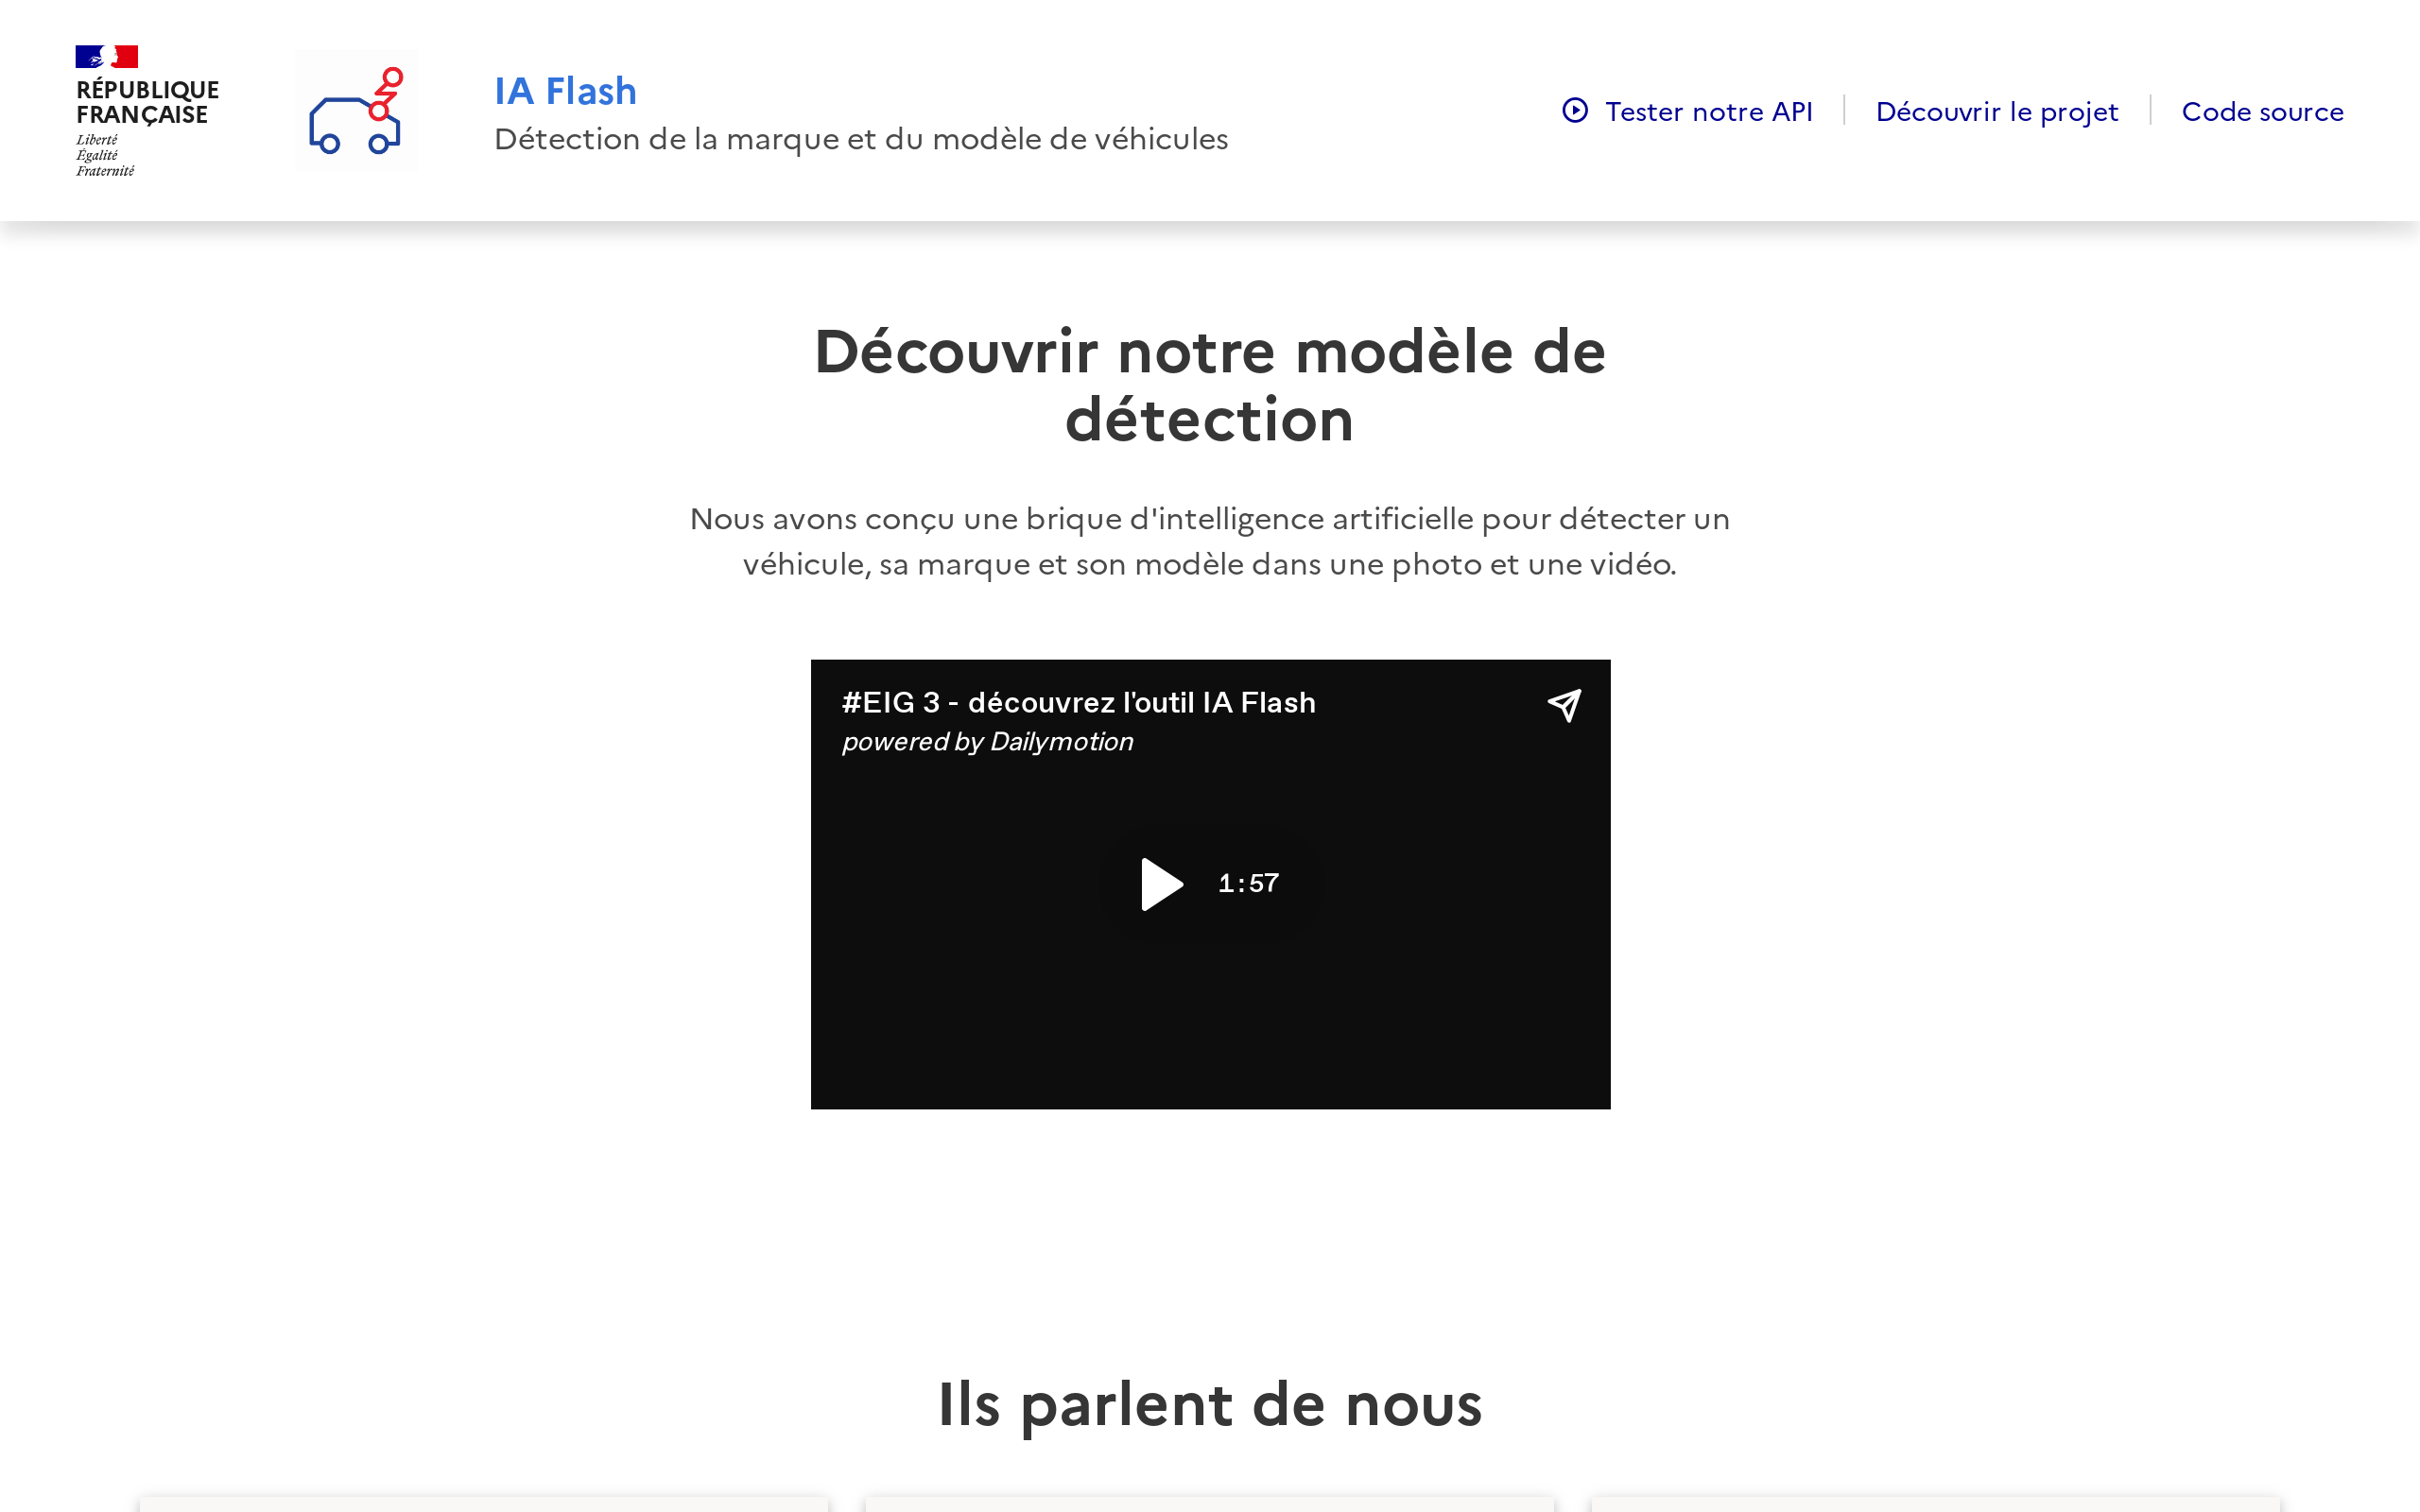 RÉPUBLIQUE
FRANÇAISE
Liberté
Égalité
Fraternité
IA Flash
Détection de la marque et du modèle de véhicules
Tester notre API
Découvrir le projet
Code source
Découvrir notre modèle de
détection
Nous avons conçu une brique d'intelligence artificielle pour détecter un
véhicule, sa marque et son modèle dans une photo et une vidéo.
#EIG 3 - découvrez l'outil IA Flash
powered by Dailymotion
1:57
Ils parlent de nous